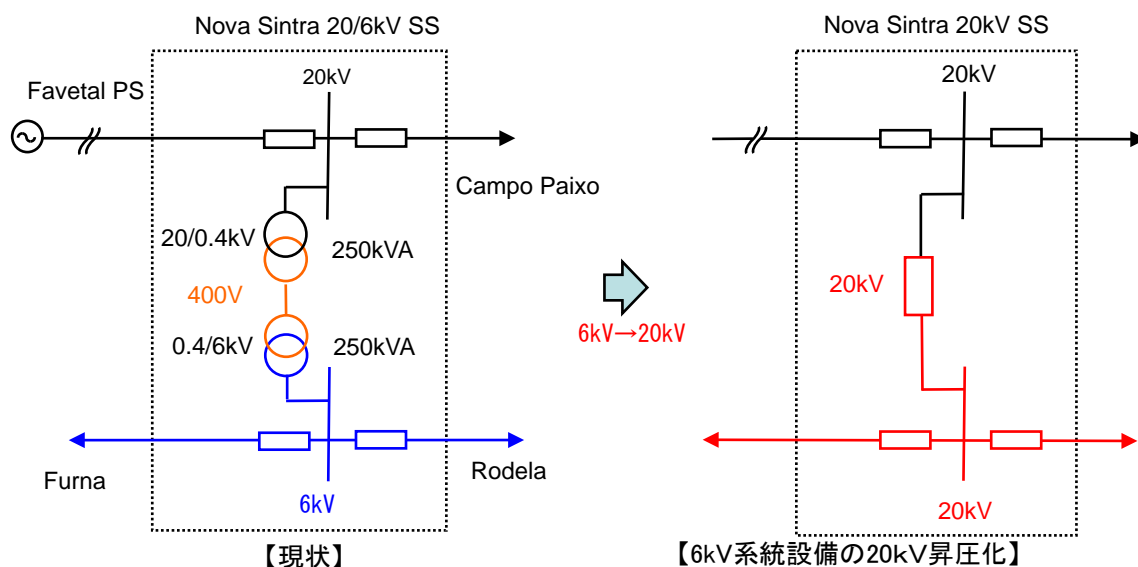 Nova Sintra 20/6kV SS
20kV
Favetal PS
Campo Paixo
20/0.4kV
250kVA
400V
0.4/6kV
250kVA
Furna
Rodela
6kV
【現状】
6kV→20kV
Nova Sintra 20kV SS
20kV
20kV
20kV
【6kV系統設備の20kV昇圧化】